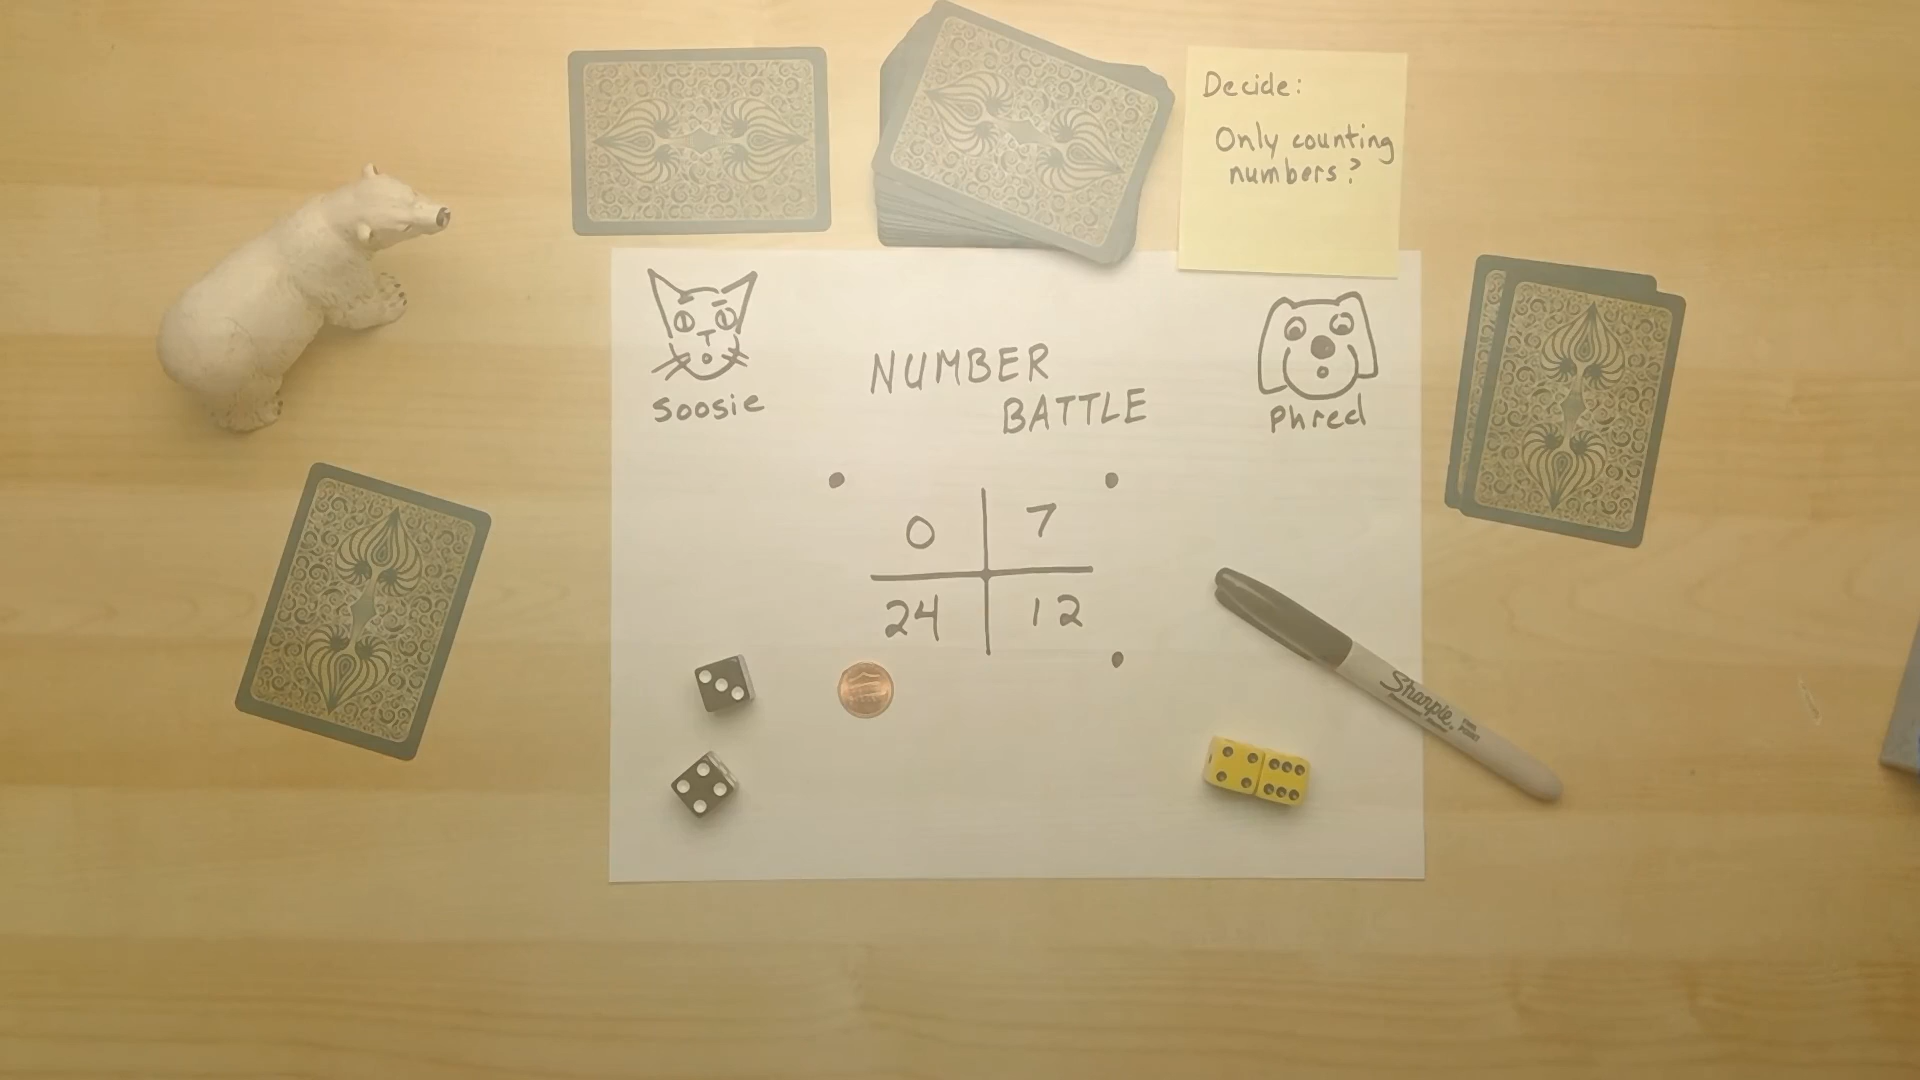 Decide:
Only counting
numbers?
Soosie
NUMBER
BATTLE
Phred
0 7
24 12
Sharpie